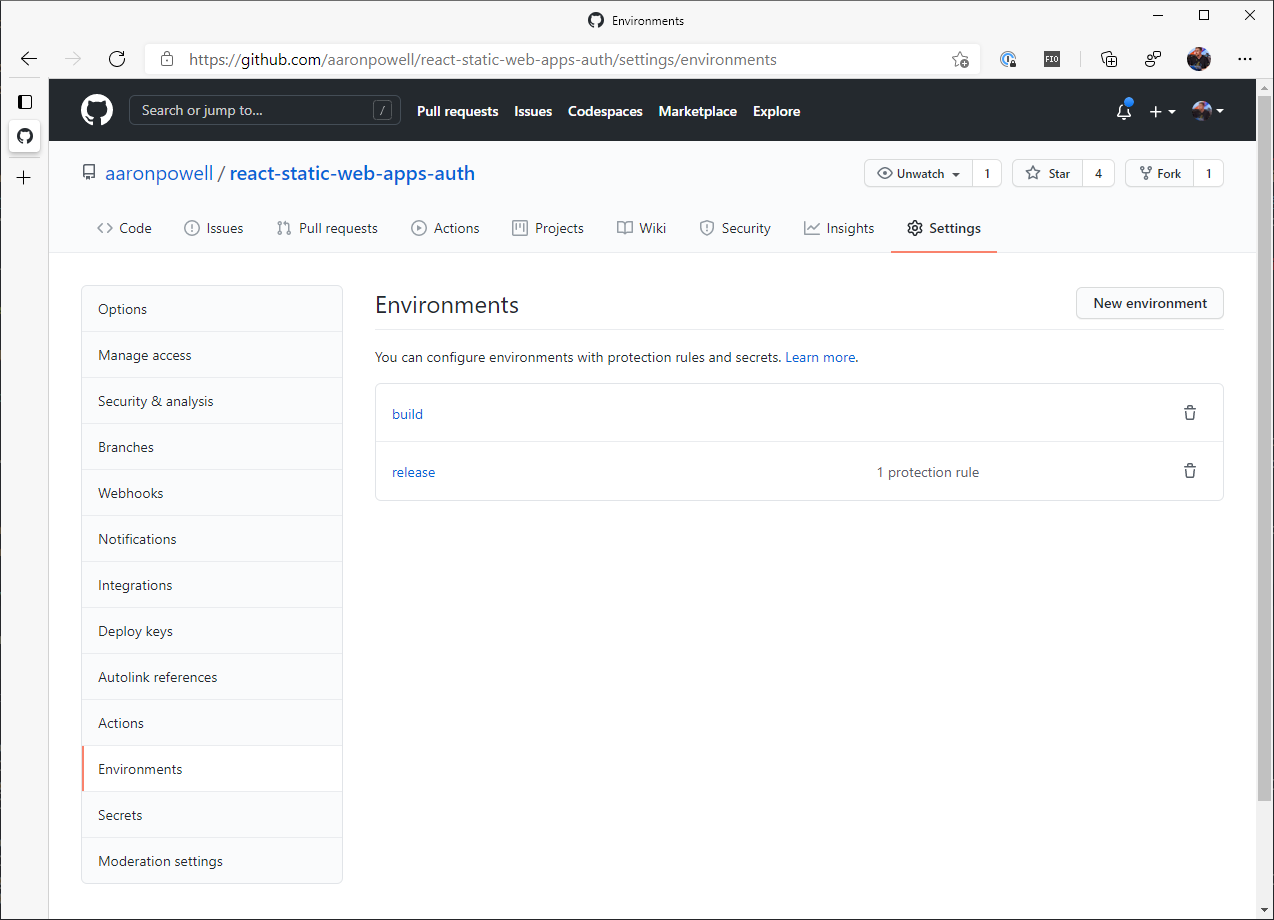 Environments
https://github.com/aaronpowell/react-static-web-apps-auth/settings/environments
FIO
Search or jump to... /
Pull requests Issues Codespaces Marketplace Explore
aaronpowell / react-static-web-apps-auth
Unwatch 1 Star 4 Fork 1
Code Issues Pull requests Actions Projects Wiki Security Insights Settings
Options
Manage access
Security & analysis
Branches
Webhooks
Notifications
Integrations
Deploy keys
Autolink references
Actions
Environments
Secrets
Moderation settings
Environments
New environment
You can configure environments with protection rules and secrets. Learn more.
build
release 1 protection rule